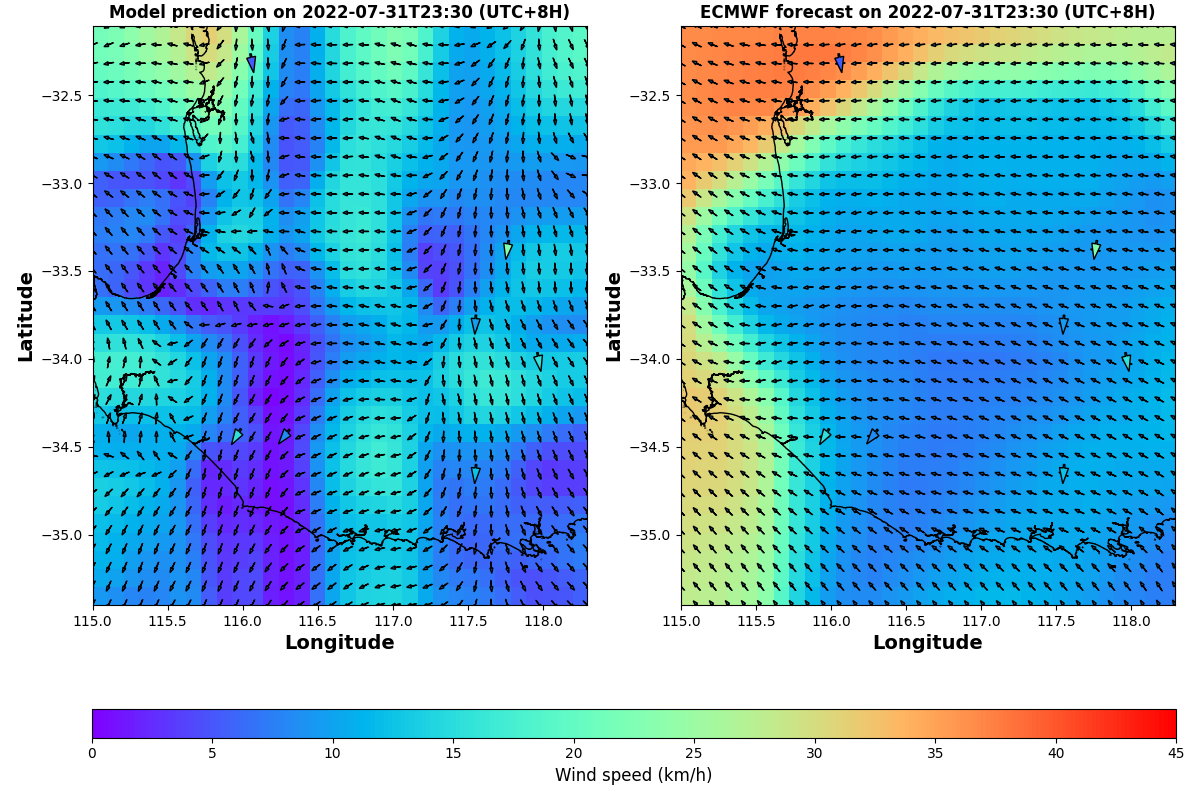 Model prediction on 2022-07-31T23:30 (UTC+8H)
ECMWF forecast on 2022-07-31T23:30 (UTC+8H)
−32.5
−33.0
−33.5
−34.0
−34.5
−35.0
Latitude
115.0 115.5 116.0 116.5 117.0 117.5 118.0
Longitude
−32.5
−33.0
−33.5
−34.0
−34.5
−35.0
Latitude
115.0 115.5 116.0 116.5 117.0 117.5 118.0
Longitude
0 5 10 15 20 25 30 35 40 45
Wind speed (km/h)